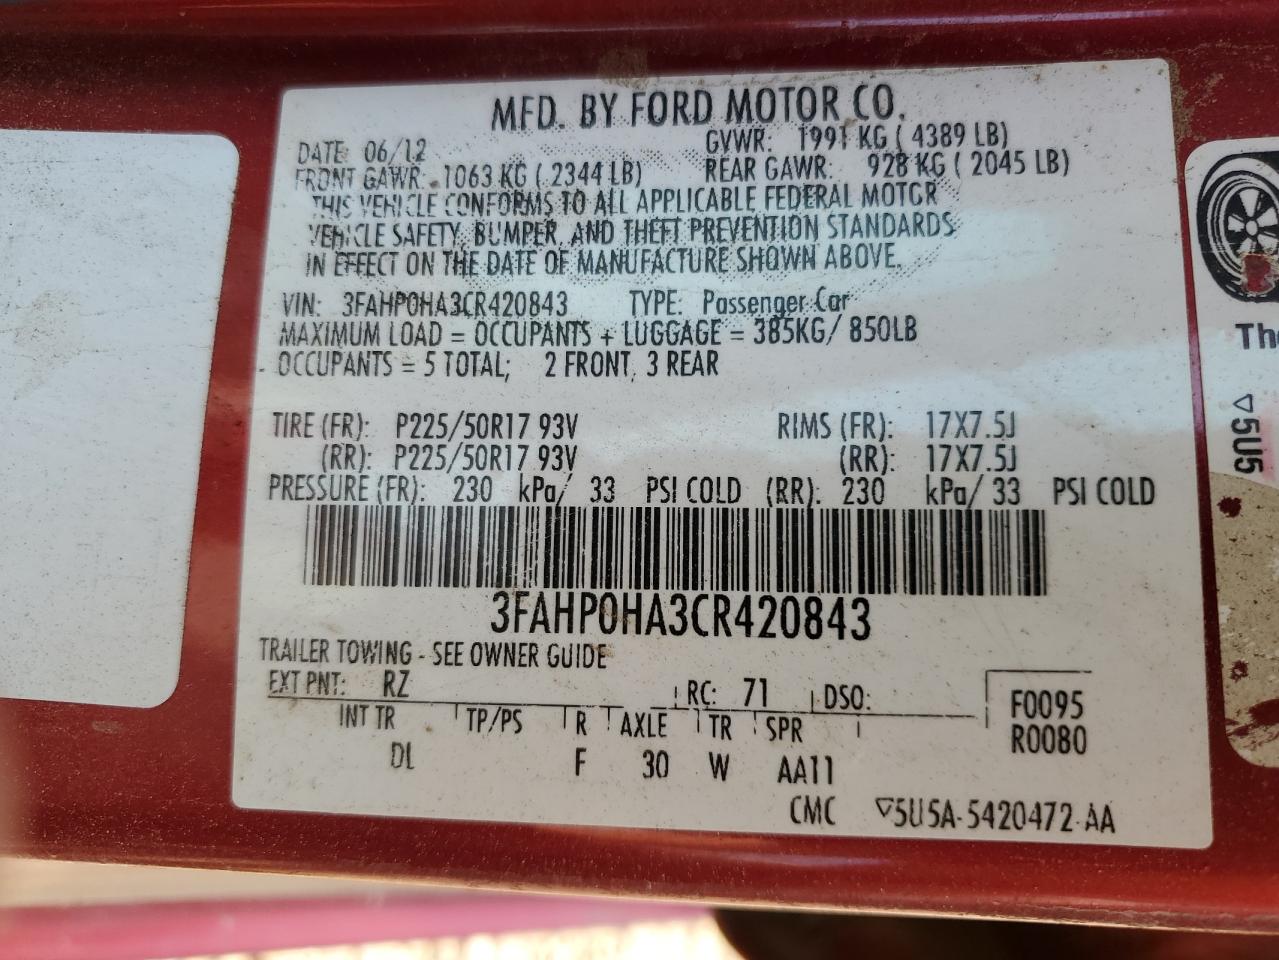 MFD. BY FORD MOTOR CO.
DATE: 06/12 GVWR: 1991 KG ( 4389 LB)
FRONT GAWR: 1063 KG ( 2344 LB) REAR GAWR: 928 KG ( 2045 LB)
THIS VEHICLE CONFORMS TO ALL APPLICABLE FEDERAL MOTOR
VEHICLE SAFETY, BUMPER, AND THEFT PREVENTION STANDARDS
IN EFFECT ON THE DATE OF MANUFACTURE SHOWN ABOVE.
VIN: 3FAHP0HA3CR420843 TYPE: Passenger Car
MAXIMUM LOAD = OCCUPANTS + LUGGAGE = 385KG/ 850LB
OCCUPANTS = 5 TOTAL; 2 FRONT, 3 REAR
TIRE (FR): P225/50R17 93V RIMS (FR): 17X7.5J
(RR): P225/50R17 93V (RR): 17X7.5J
PRESSURE (FR): 230 kPa/ 33 PSI COLD (RR): 230 kPa/ 33 PSI COLD
3FAHP0HA3CR420843
TRAILER TOWING - SEE OWNER GUIDE
EXT PNT: RZ RC: 71 DSO:
INT TR TP/PS R AXLE TR SPR
DL F 30 W AA11
F0095
R0080
CMC ▽5U5A-5420472-AA
▽5U5